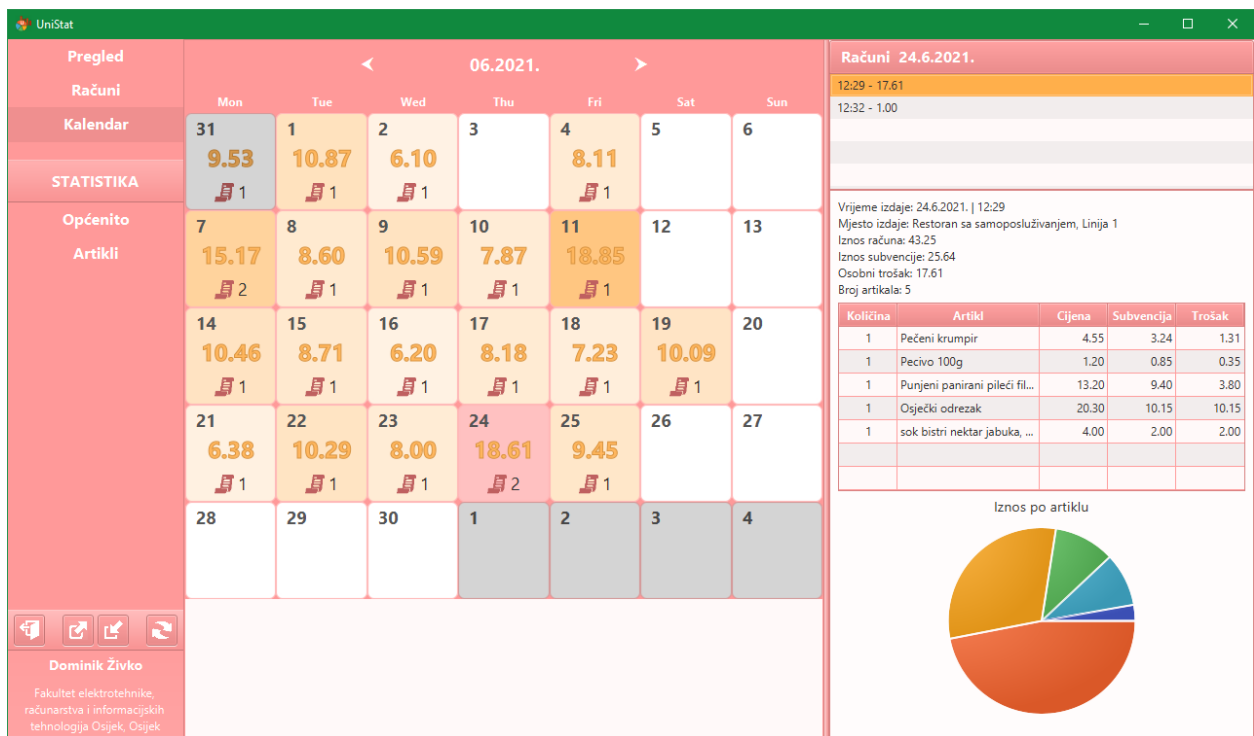 UniStat
Pregled
Računi
Kalendar
STATISTIKA
Općenito
Artikli
Dominik Živko
Fakultet elektrotehnike,
računarstva i informacijskih
tehnologija Osijek, Osijek
06.2021.
Mon Tue Wed Thu Fri Sat Sun
31 1 2 3 4 5 6
9.53 10.87 6.10 8.11
1 1 1 1
7 8 9 10 11 12 13
15.17 8.60 10.59 7.87 18.85
2 1 1 1 1
14 15 16 17 18 19 20
10.46 8.71 6.20 8.18 7.23 10.09
1 1 1 1 1 1
21 22 23 24 25 26 27
6.38 10.29 8.00 18.61 9.45
1 1 1 2 1
28 29 30 1 2 3 4
Računi 24.6.2021.
12:29 - 17.61
12:32 - 1.00
Vrijeme izdaje: 24.6.2021. | 12:29
Mjesto izdaje: Restoran sa samoposluživanjem, Linija 1
Iznos računa: 43.25
Iznos subvencije: 25.64
Osobni trošak: 17.61
Broj artikala: 5
Količina Artikl Cijena Subvencija Trošak
1 Pečeni krumpir 4.55 3.24 1.31
1 Pecivo 100g 1.20 0.85 0.35
1 Punjeni panirani pileći fil... 13.20 9.40 3.80
1 Osječki odrezak 20.30 10.15 10.15
1 sok bistri nektar jabuka, ... 4.00 2.00 2.00
Iznos po artiklu